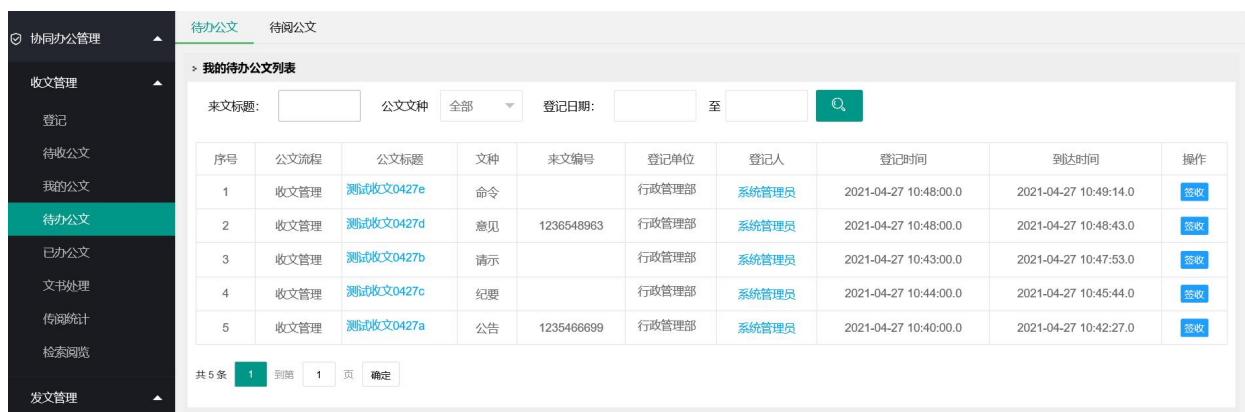 协同办公管理
收文管理
登记
待收公文
我的公文
待办公文
已办公文
文书处理
传阅统计
检索阅览
发文管理
待办公文 待阅公文
我的待办公文列表
来文标题: 公文文种 全部 登记日期: 至
序号 公文流程 公文标题 文种 来文编号 登记单位 登记人 登记时间 到达时间 操作
1 收文管理 测试收文0427e 命令 行政管理部 系统管理员 2021-04-27 10:48:00.0 2021-04-27 10:49:14.0 签收
2 收文管理 测试收文0427d 意见 1236548963 行政管理部 系统管理员 2021-04-27 10:48:00.0 2021-04-27 10:48:43.0 签收
3 收文管理 测试收文0427b 请示 行政管理部 系统管理员 2021-04-27 10:43:00.0 2021-04-27 10:47:53.0 签收
4 收文管理 测试收文0427c 纪要 行政管理部 系统管理员 2021-04-27 10:44:00.0 2021-04-27 10:45:44.0 签收
5 收文管理 测试收文0427a 公告 1235466699 行政管理部 系统管理员 2021-04-27 10:40:00.0 2021-04-27 10:42:27.0 签收
共 5 条 1 到第 1 页 确定